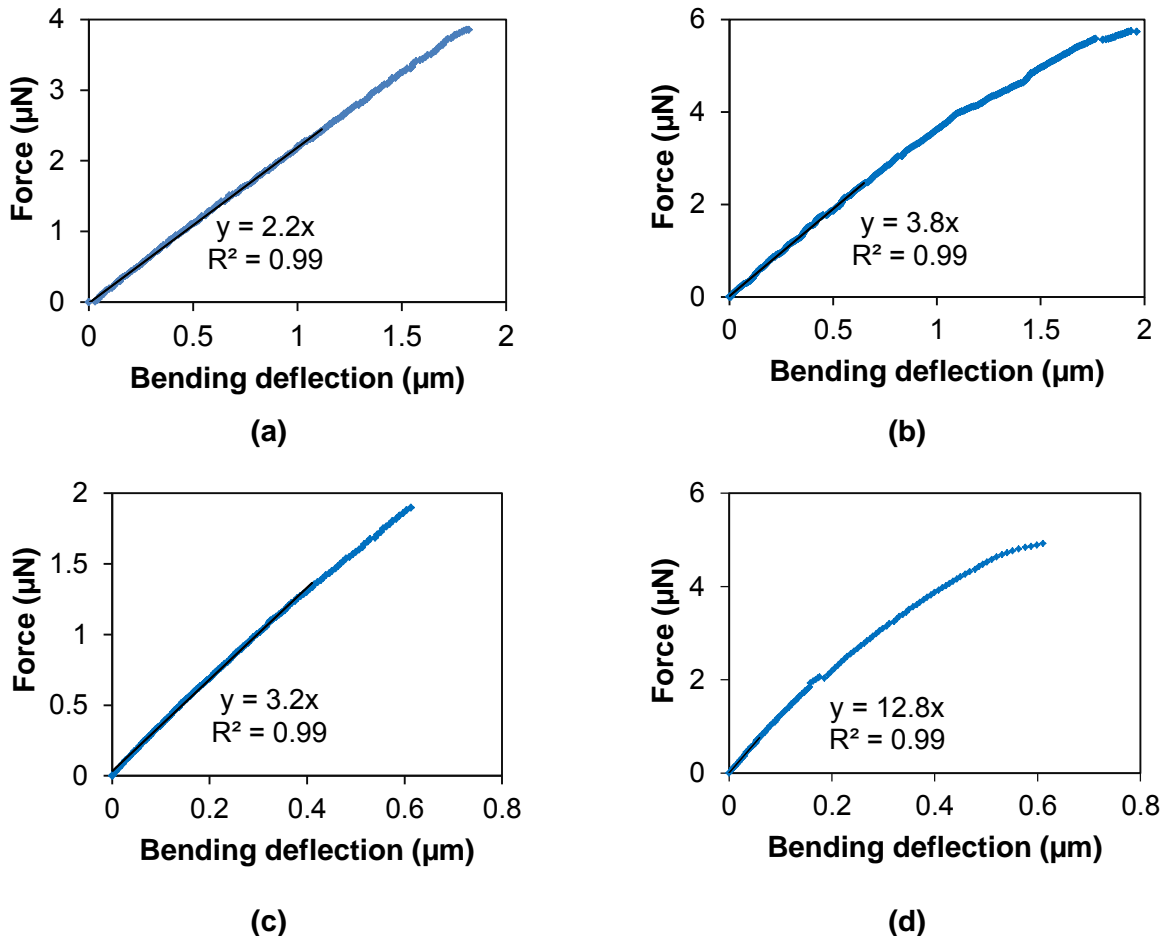 4
3
2
1
0
Force (µN)
y = 2.2x
R² = 0.99
0 0.5 1 1.5 2
Bending deflection (µm)
(a)
6
4
2
0
Force (µN)
y = 3.8x
R² = 0.99
0 0.5 1 1.5 2
Bending deflection (µm)
(b)
2
1.5
1
0.5
0
Force (µN)
y = 3.2x
R² = 0.99
0 0.2 0.4 0.6 0.8
Bending deflection (µm)
(c)
6
4
2
0
Force (µN)
y = 12.8x
R² = 0.99
0 0.2 0.4 0.6 0.8
Bending deflection (µm)
(d)